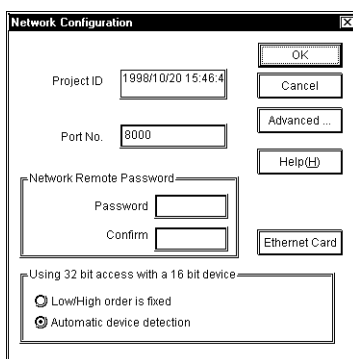 Network Configuration
OK
Project ID
1998/10/20 15:46:4
Cancel
Port No.
8000
Advanced ...
Help(H)
Network Remote Password
Password
Confirm
Ethernet Card
Using 32 bit access with a 16 bit device
Low/High order is fixed
Automatic device detection